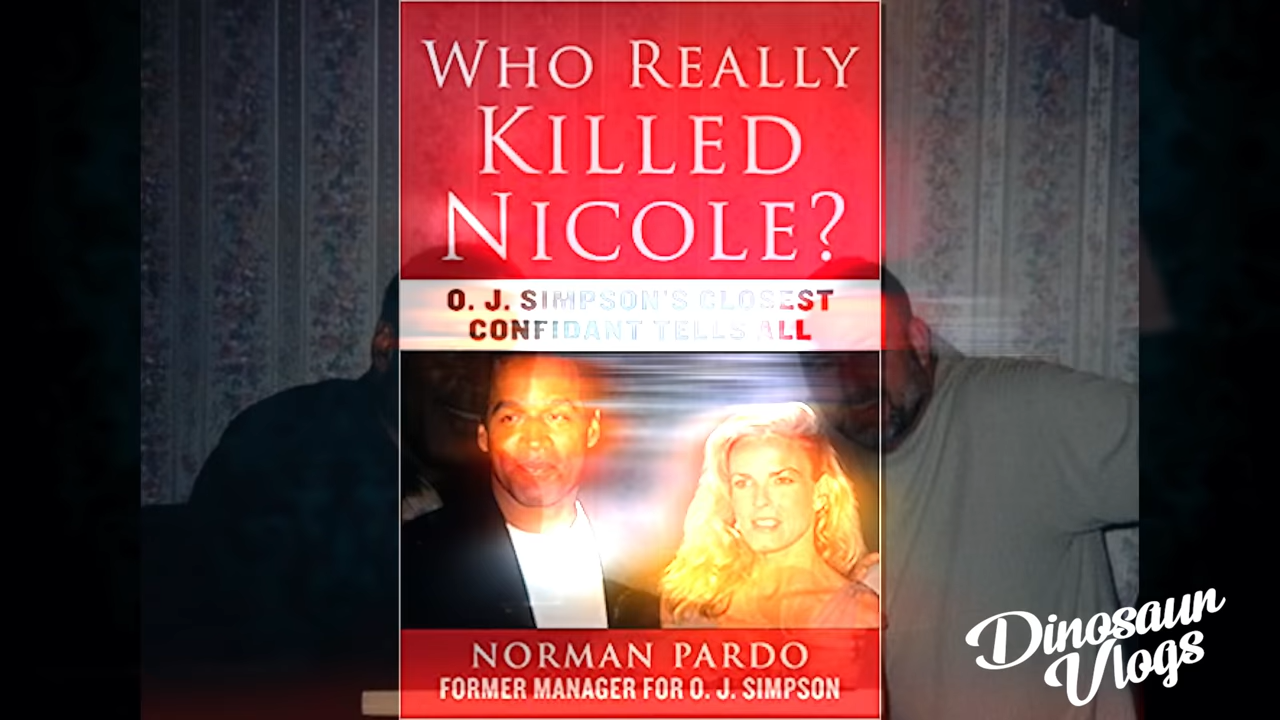 WHO REALLY
KILLED
NICOLE?
O. J. SIMPSON'S CLOSEST
CONFIDANT TELLS ALL
NORMAN PARDO
FORMER MANAGER FOR O. J. SIMPSON
Dinosaur
Vlogs